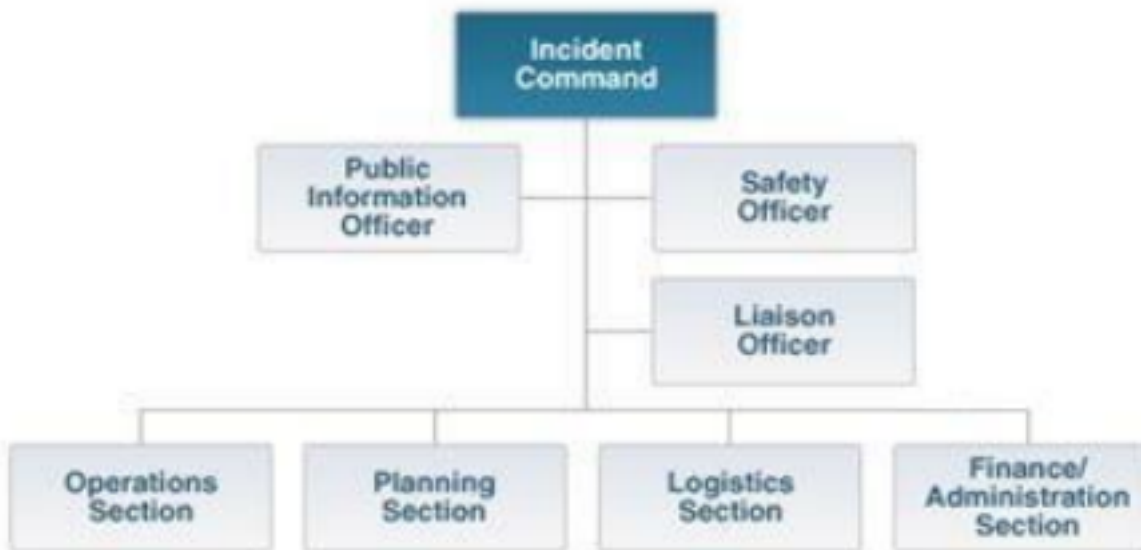 Incident
Command
Public
Information
Officer
Safety
Officer
Liaison
Officer
Operations
Section
Planning
Section
Logistics
Section
Finance/
Administration
Section